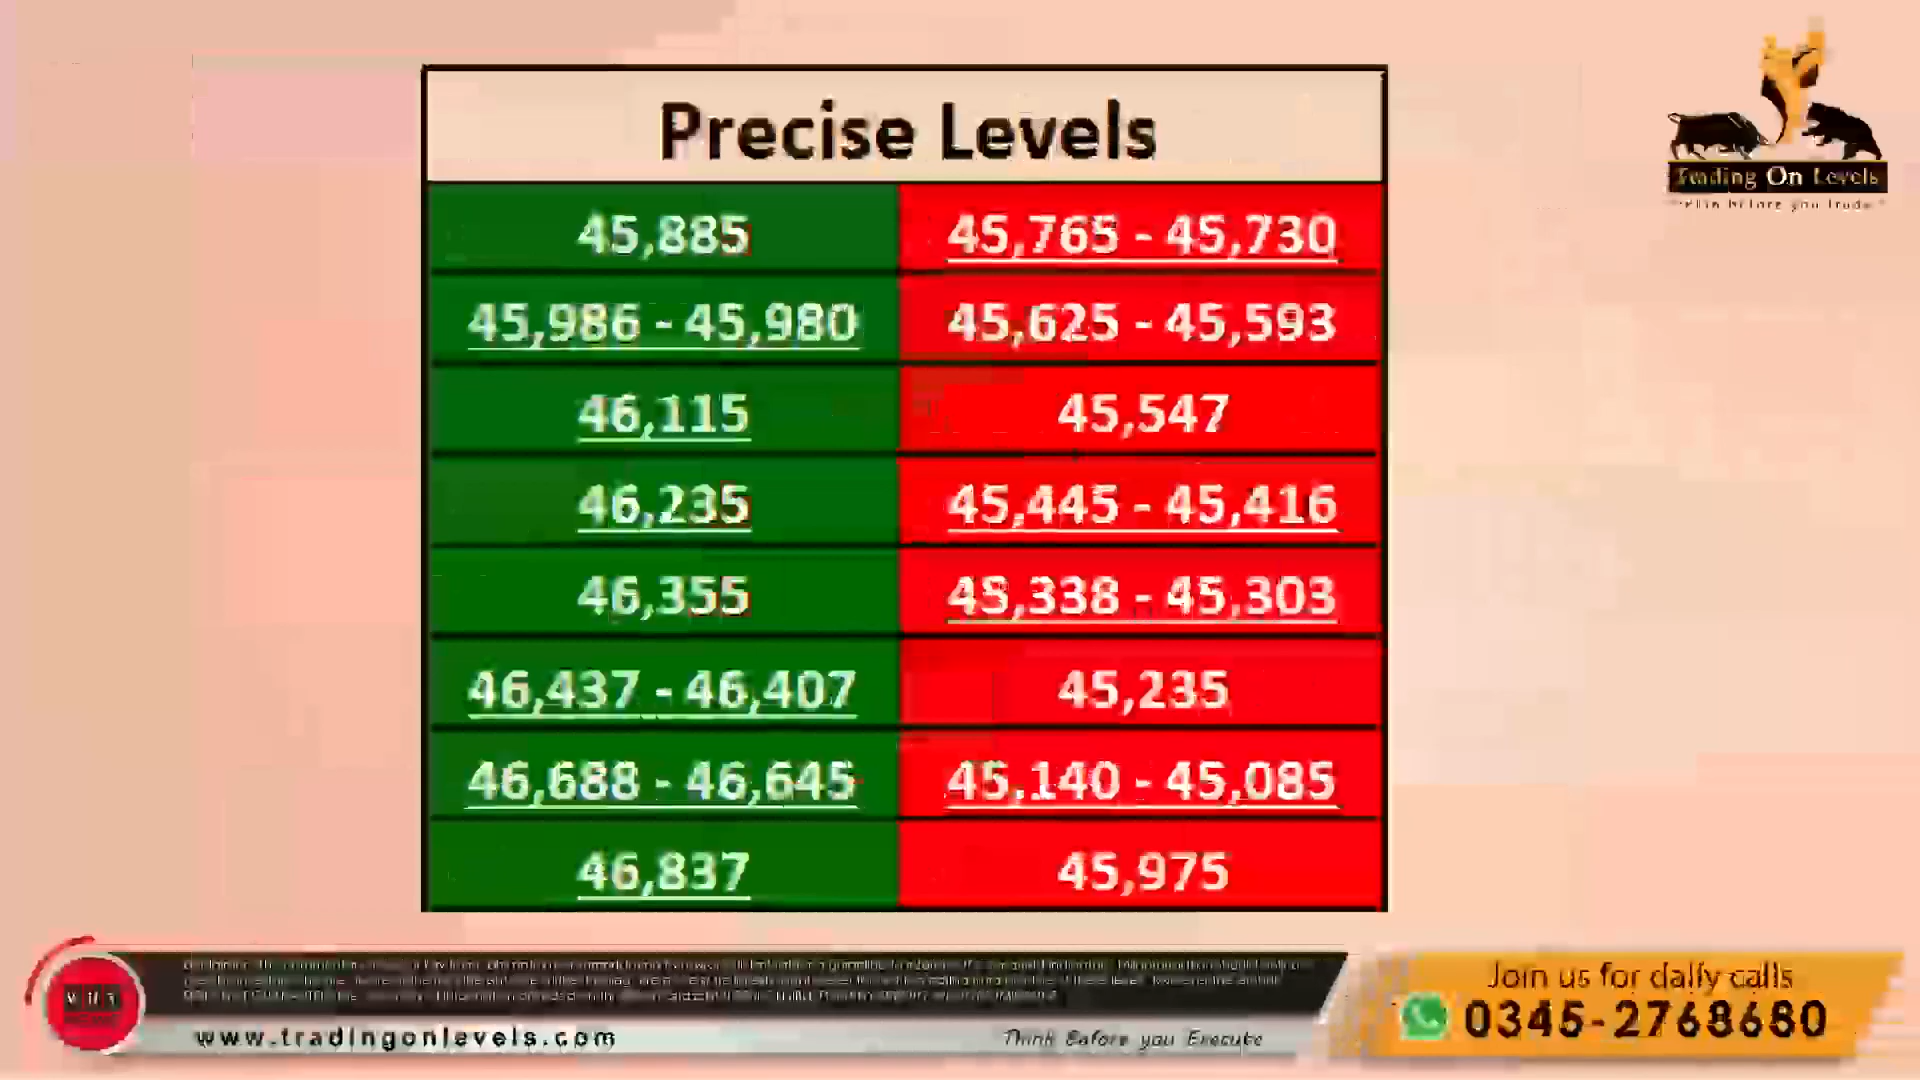 Precise Levels
45,885 45,765 - 45,730
45,986 - 45,980 45,625 - 45,593
46,115 45,547
46,235 45,445 - 45,416
46,355 45,338 - 45,303
46,437 - 46,407 45,235
46,688 - 46,645 45,140 - 45,085
46,837 45,975
Trading On Levels
before you trade
www.tradingonlevels.com
Think Before you Execute
Join us for daily calls
0345-2768680